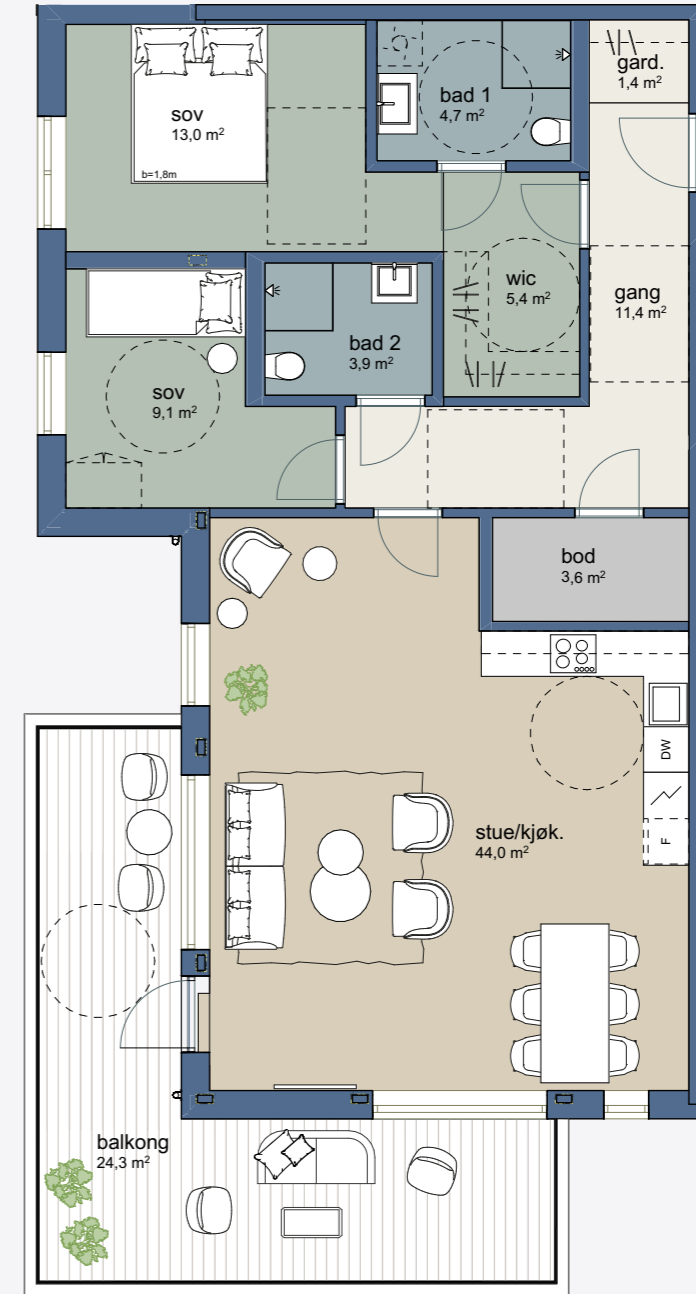 sov
13,0 m²
b=1,8m
bad 1
4,7 m²
gard.
1,4 m²
wic
5,4 m²
gang
11,4 m²
bad 2
3,9 m²
sov
9,1 m²
bod
3,6 m²
DW
F
stue/kjøk.
44,0 m²
balkong
24,3 m²